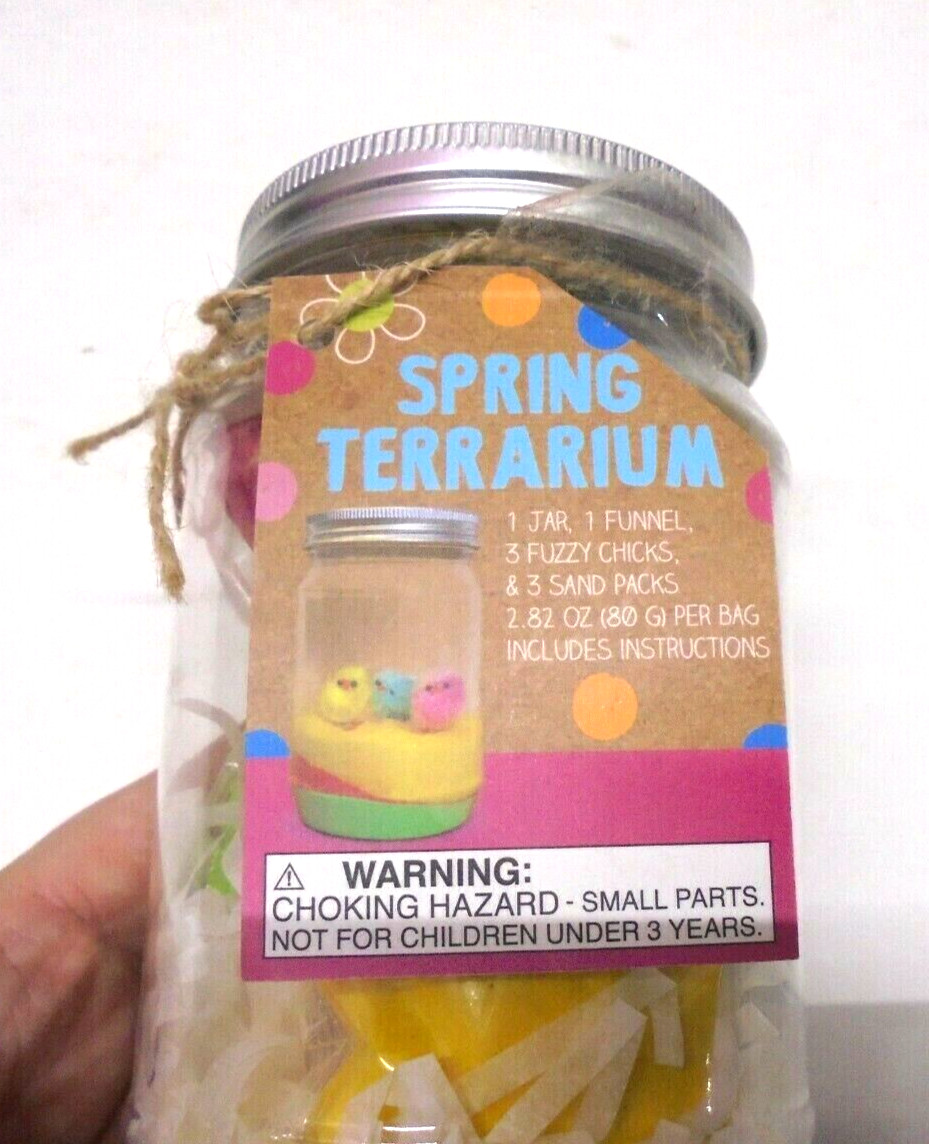 SPRING
TERRARIUM
1 JAR, 1 FUNNEL,
3 FUZZY CHICKS,
& 3 SAND PACKS
2.82 OZ (80 G) PER BAG
INCLUDES INSTRUCTIONS
WARNING:
CHOKING HAZARD - SMALL PARTS.
NOT FOR CHILDREN UNDER 3 YEARS.